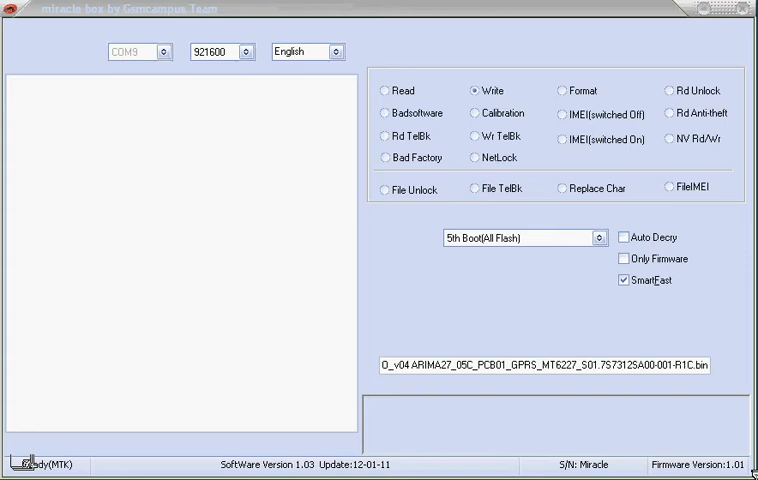 miracle box by Gsmcampus Team
COM9 921600 English
Read Write Format Rd Unlock
Badsoftware Calibration IMEI(switched Off) Rd Anti-theft
Rd TelBk Wr TelBk IMEI(switched On) NV Rd/Wr
Bad Factory NetLock
File Unlock File TelBk Replace Char FileIMEI
5th Boot(All Flash) Auto Decry
Only Firmware
SmartFast
O_v04 ARIMA27_05C_PCB01_GPRS_MT6227_S01.7S7312SA00-001-R1C.bin
SoftWare Version 1.03 Update:12-01-11 S/N: Miracle Firmware Version:1.01